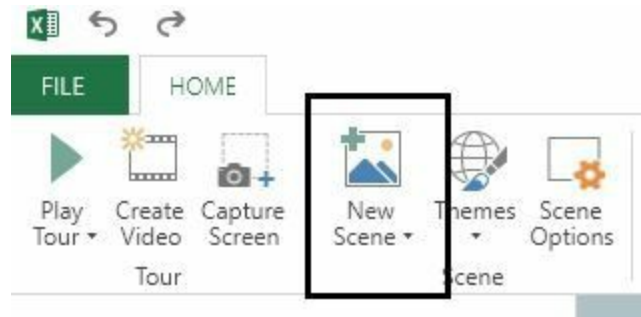 FILE HOME
Play Create Capture New Themes Scene
Tour Video Screen Scene Options
Tour Scene